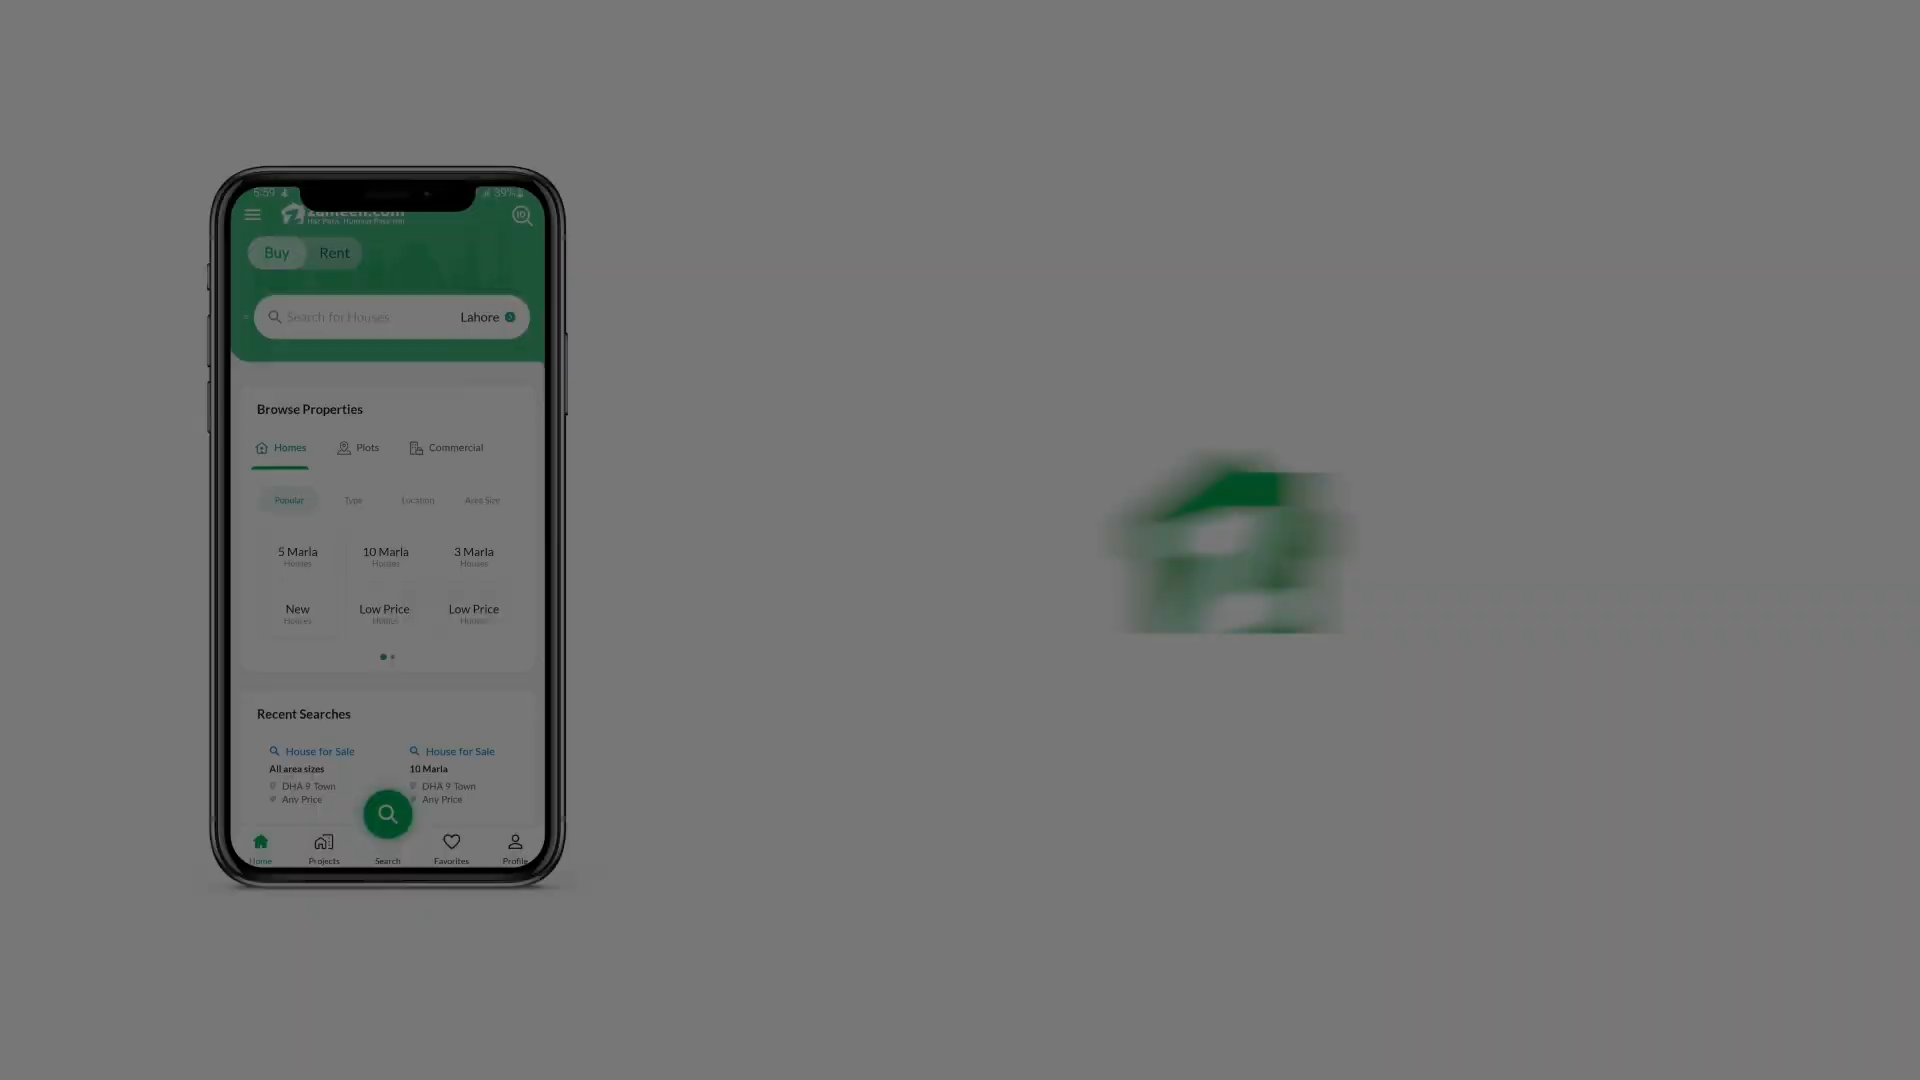 5:59 39%
zameen.com
Buy Rent
Search for Houses Lahore
Browse Properties
Homes Plots Commercial
Popular Type Location Area Size
5 Marla 10 Marla 3 Marla
Houses Houses Houses
New Low Price Low Price
Houses Houses Houses
Recent Searches
House for Sale House for Sale
All area sizes 10 Marla
DHA 9 Town DHA 9 Town
Any Price Any Price
Home Projects Search Favorites Profile